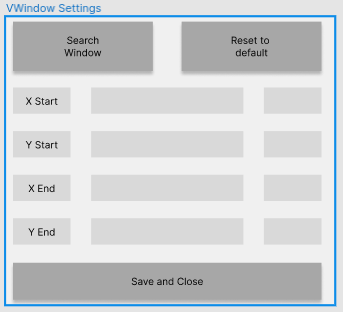 VWindow Settings
Search
Window
Reset to
default
X Start
Y Start
X End
Y End
Save and Close